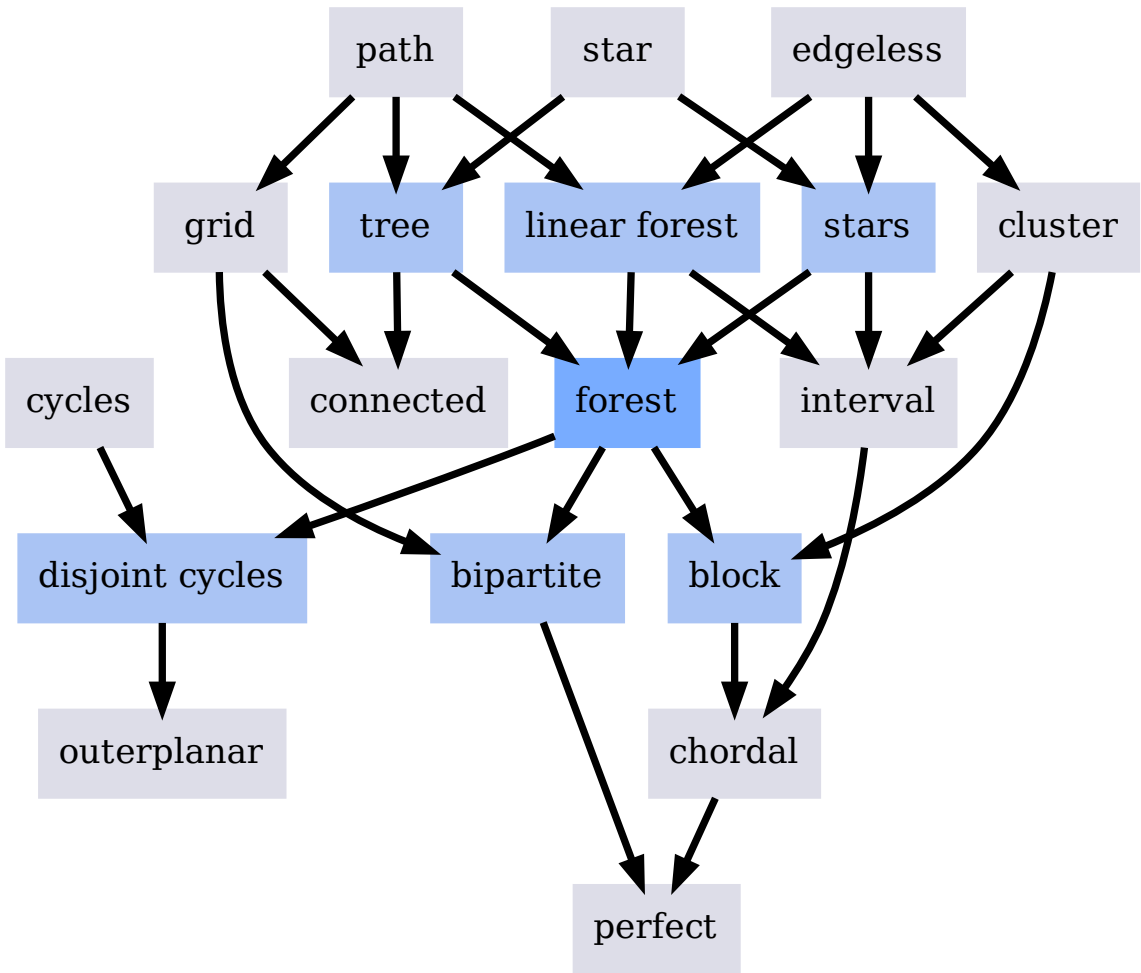 path
star
edgeless
grid
tree
linear forest
stars
cluster
cycles
connected
forest
interval
disjoint cycles
bipartite
block
outerplanar
chordal
perfect